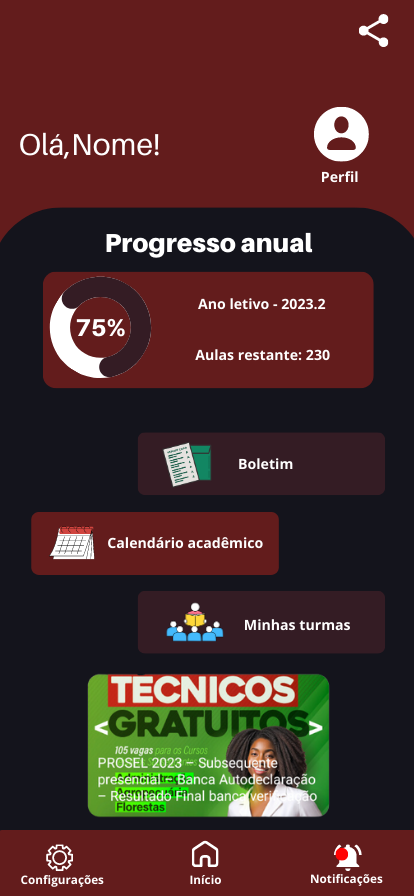 Olá,Nome!
Perfil
Progresso anual
75%
Ano letivo - 2023.2
Aulas restante: 230
Boletim
Calendário acadêmico
Minhas turmas
TECNICOS
<GRATUITOS>
105 vagas para os Cursos
PROSEL 2023 – Subsequente
presencial – Banca Autodeclaração
– Resultado Final banca verificação
Florestas
Configurações
Início
Notificações